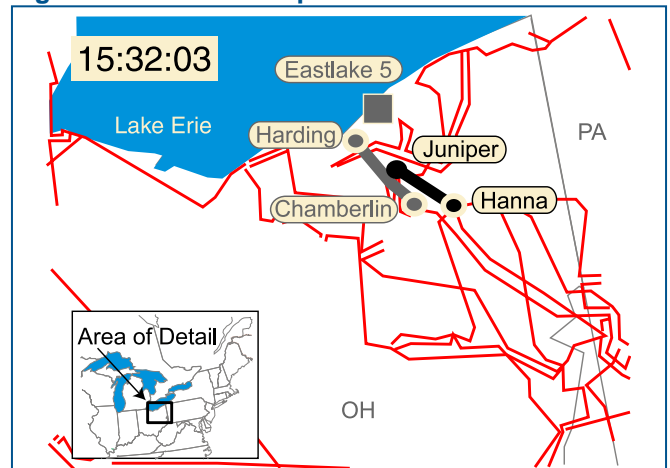 15:32:03
Eastlake 5
Lake Erie
Harding
Juniper
PA
Chamberlin
Hanna
Area of Detail
OH